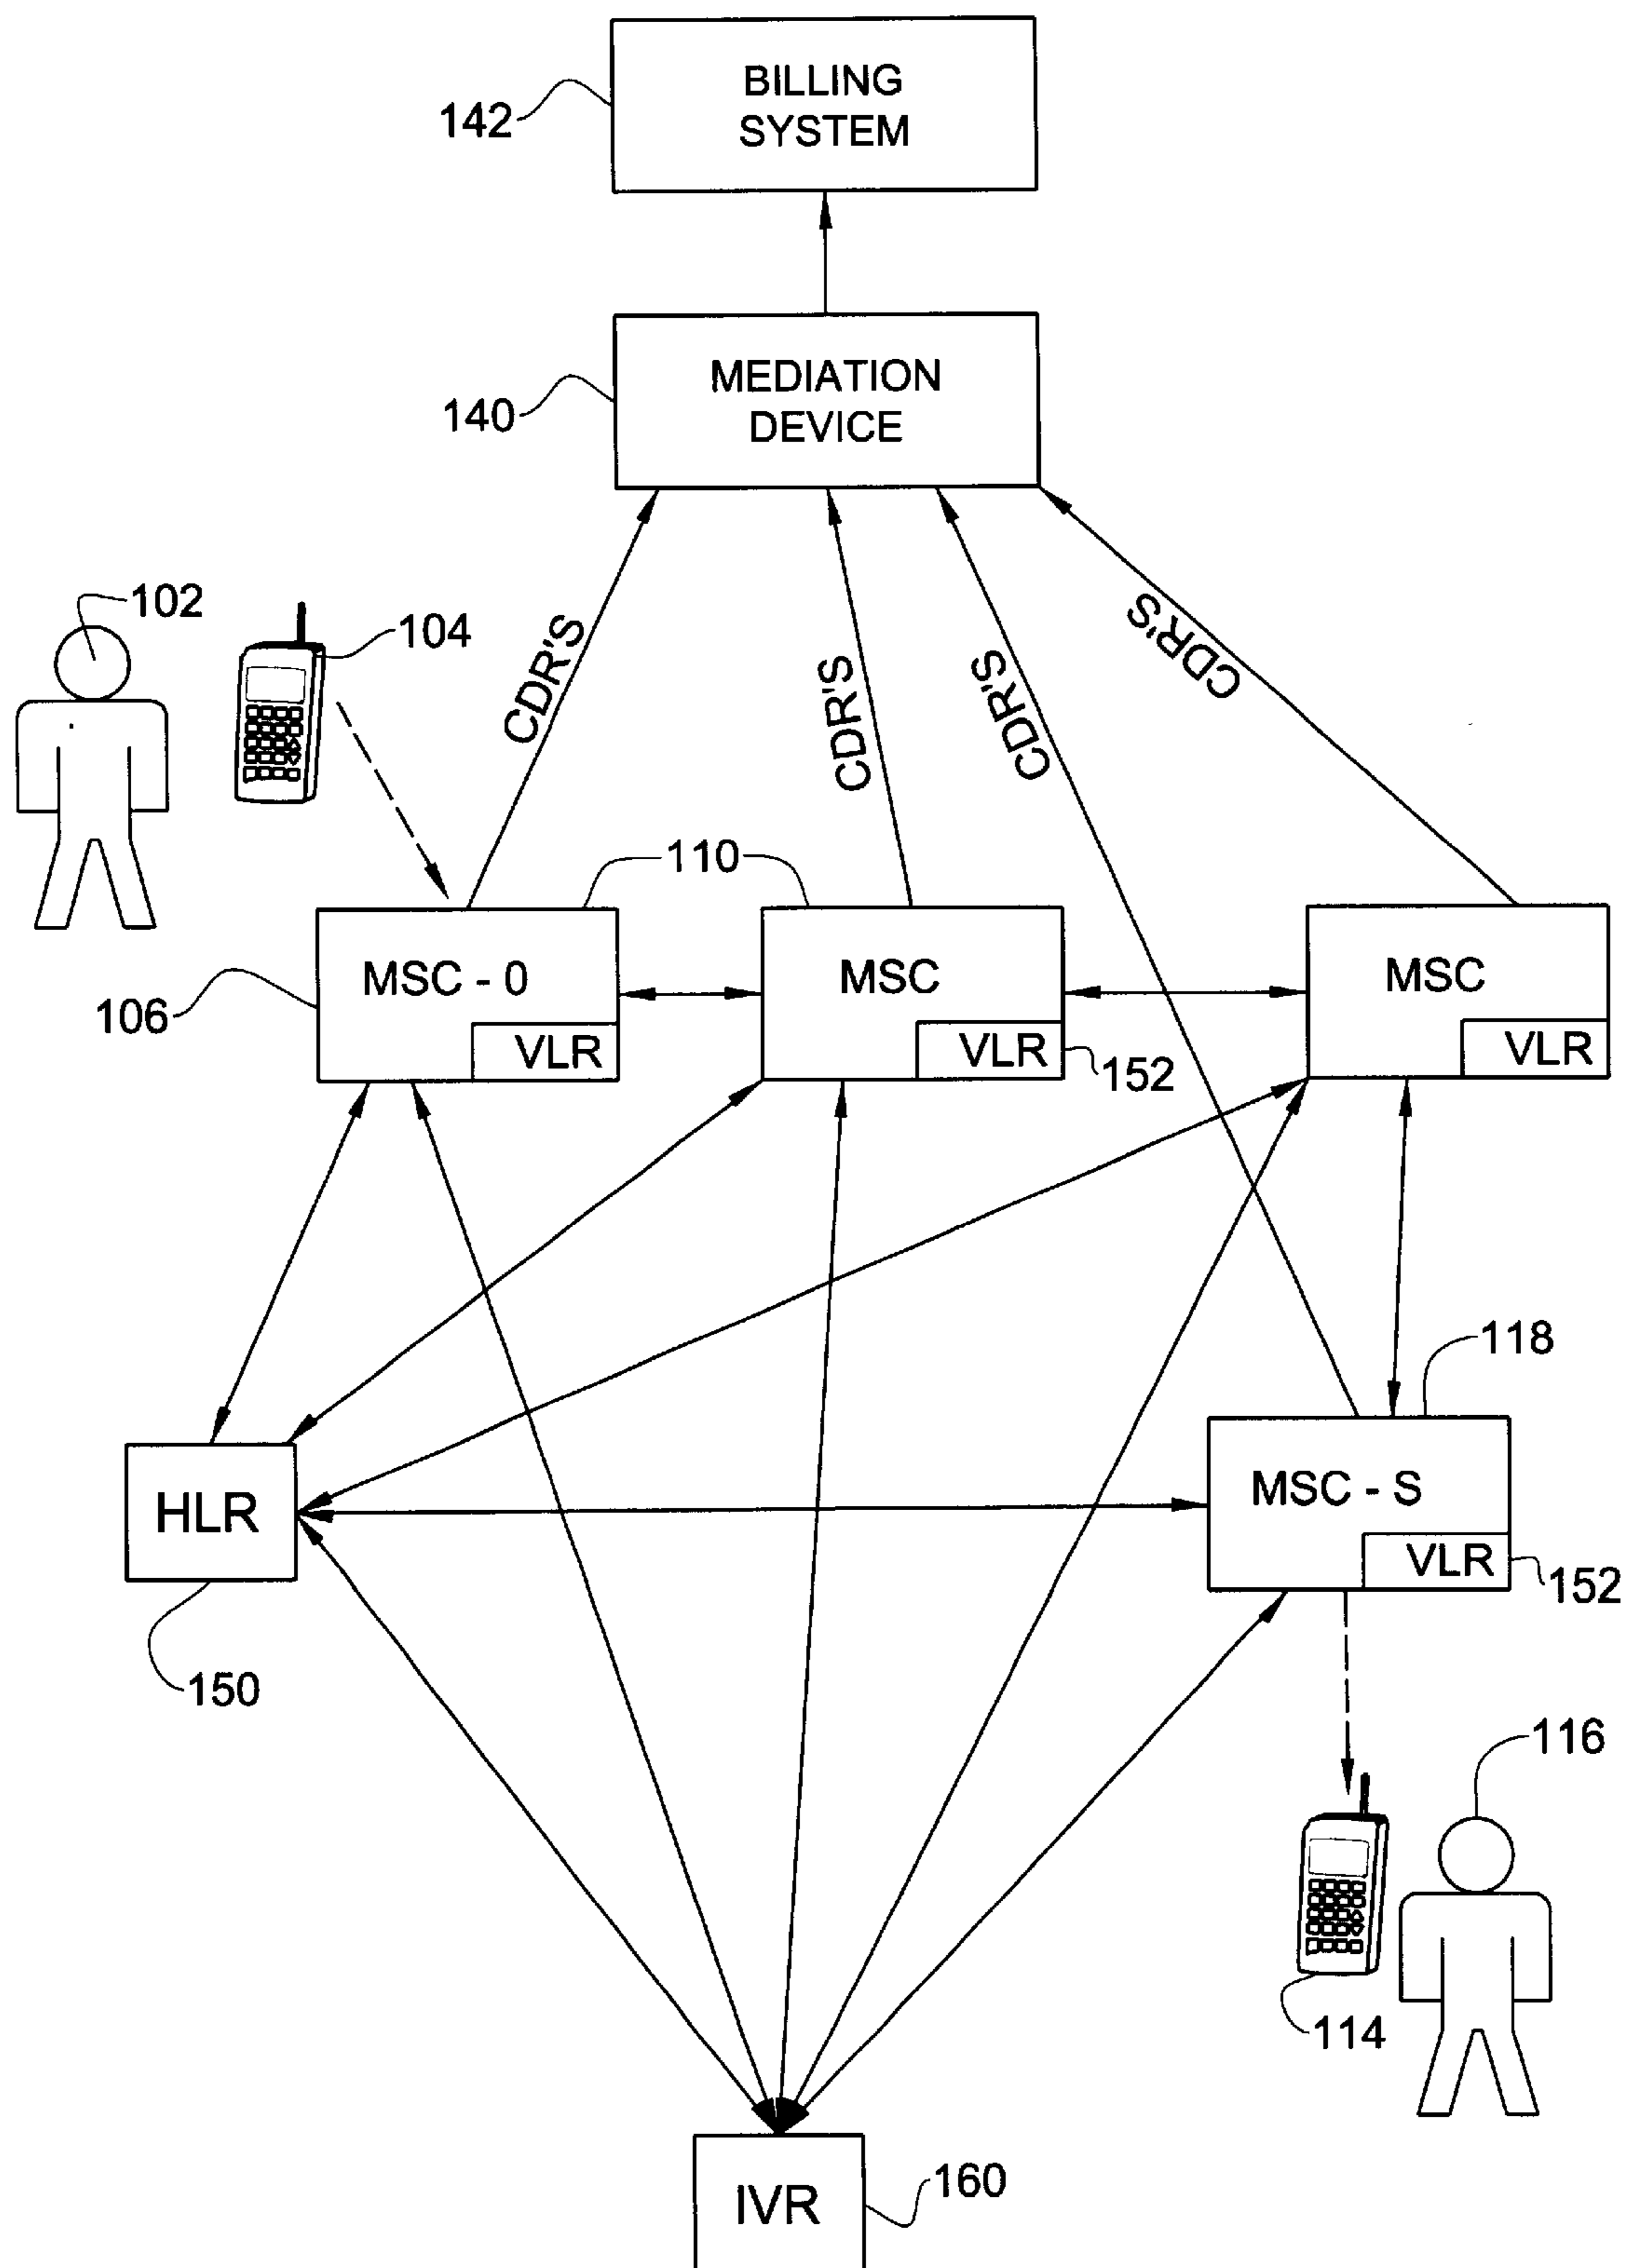 BILLING
SYSTEM
142
MEDIATION
DEVICE
140
102
104
CDR'S
CDR'S
CDR'S
CDR'S
110
MSC - 0
VLR
106
MSC
VLR
152
MSC
VLR
118
MSC - S
VLR
152
HLR
150
116
114
IVR
160